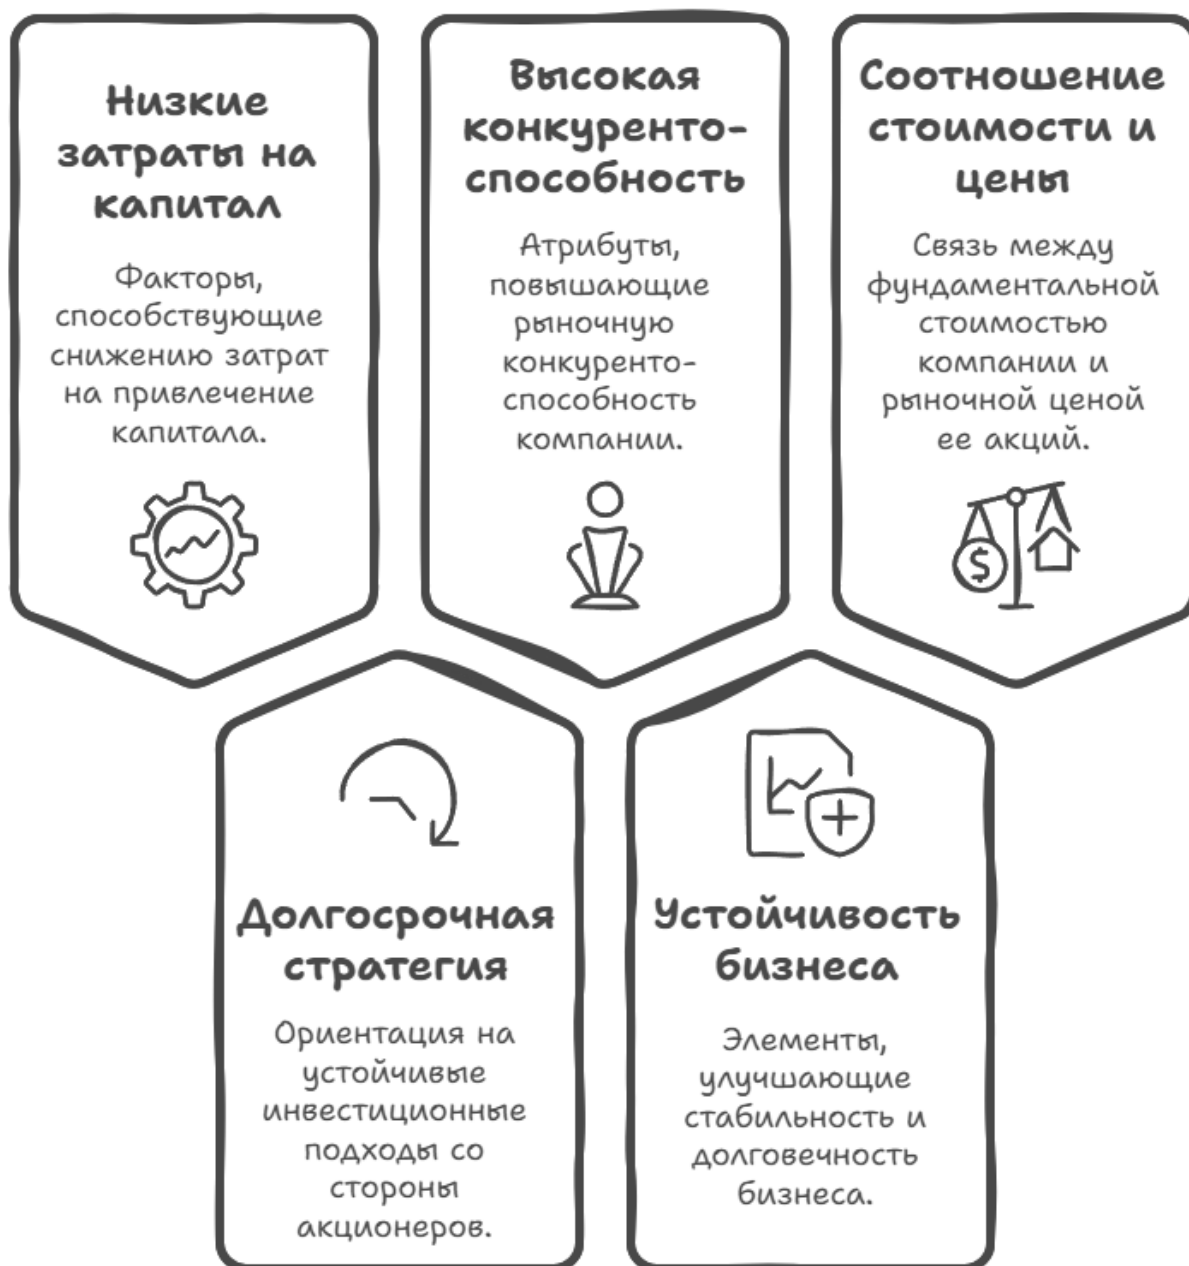 Низкие
затраты на
капитал
Факторы,
способствующие
снижению затрат
на привлечение
капитала.
Высокая
конкуренто-
способность
Атрибуты,
повышающие
рыночную
конкуренто-
способность
компании.
Соотношение
стоимости и
цены
Связь между
фундаментальной
стоимостью
компании и
рыночной ценой
ее акций.
$
Долгосрочная
стратегия
Ориентация на
устойчивые
инвестиционные
подходы со
стороны
акционеров.
Устойчивость
бизнеса
Элементы,
улучшающие
стабильность и
долговечность
бизнеса.